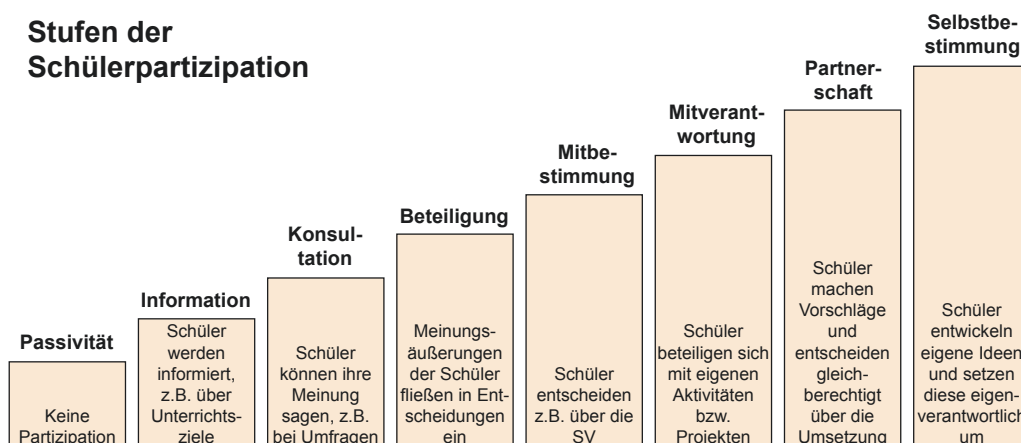 Stufen der
Schülerpartizipation
Passivität
Keine
Partizipation
Information
Schüler
werden
informiert,
z.B. über
Unterrichts-
ziele
Konsul-
tation
Schüler
können ihre
Meinung
sagen, z.B.
bei Umfragen
Beteiligung
Meinungs-
äußerungen
der Schüler
fließen in Ent-
scheidungen
ein
Mitbe-
stimmung
Schüler
entscheiden
z.B. über die
SV
Mitverant-
wortung
Schüler
beteiligen sich
mit eigenen
Aktivitäten
bzw.
Projekten
Partner-
schaft
Schüler
machen
Vorschläge
und
entscheiden
gleich-
berechtigt
über die
Umsetzung
Selbstbe-
stimmung
Schüler
entwickeln
eigene Ideen
und setzen
diese eigen-
verantwortlich
um